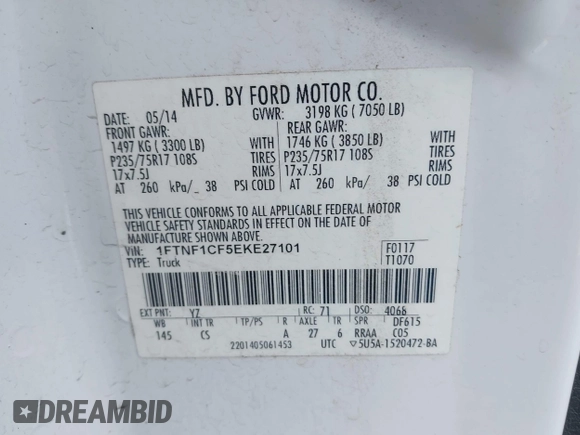 MFD. BY FORD MOTOR CO.
DATE: 05/14 GVWR: 3198 KG ( 7050 LB)
FRONT GAWR: REAR GAWR:
1497 KG ( 3300 LB) WITH 1746 KG ( 3850 LB) WITH
P235/75R17 108S TIRES P235/75R17 108S TIRES
17x7.5J RIMS 17x7.5J RIMS
AT 260 kPa/ 38 PSI COLD AT 260 kPa/ 38 PSI COLD
THIS VEHICLE CONFORMS TO ALL APPLICABLE FEDERAL MOTOR
VEHICLE SAFETY STANDARDS IN EFFECT ON THE DATE OF
MANUFACTURE SHOWN ABOVE.
VIN: 1FTNF1CF5EKE27101 F0117
TYPE: Truck T1070
EXT PNT: YZ RC: 71 DSO: 4066
WB INT TR TP/PS R AXLE TR SPR DF615
145 CS A 27 6 RRAA C05
2201405061453 UTC ▽5U5A-1520472-BA
DREAMBID